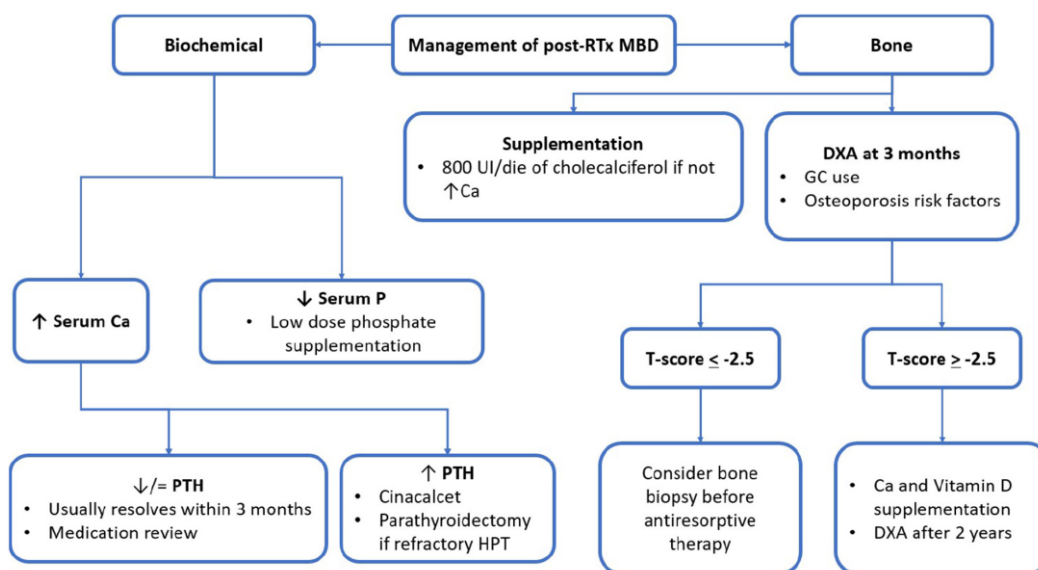 Biochemical
Management of post-RTx MBD
Bone
Supplementation
• 800 UI/die of cholecalciferol if not
↑Ca
DXA at 3 months
• GC use
• Osteoporosis risk factors
↑ Serum Ca
↓ Serum P
• Low dose phosphate
supplementation
T-score ≤ -2.5
T-score ≥ -2.5
↓/= PTH
• Usually resolves within 3 months
• Medication review
↑ PTH
• Cinacalcet
• Parathyroidectomy
if refractory HPT
Consider bone
biopsy before
antiresorptive
therapy
• Ca and Vitamin D
supplementation
• DXA after 2 years